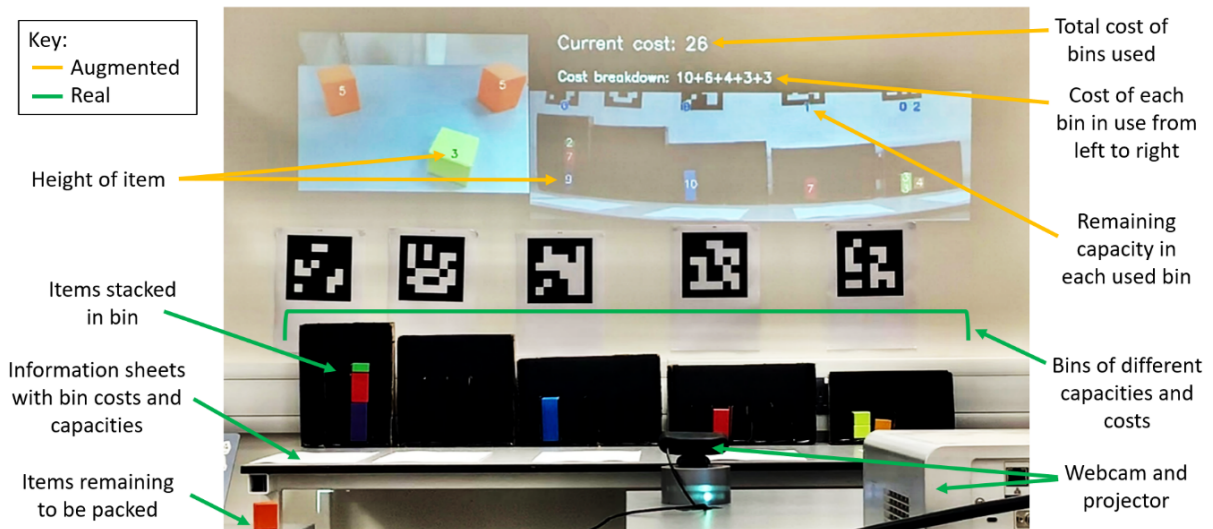 Key:
Augmented
Real
Current cost: 26
Cost breakdown: 10+6+4+3+3
Total cost of
bins used
Cost of each
bin in use from
left to right
5
5
3
0
0
1
0 2
2
7
9
10
7
3
3
4
Height of item
Remaining
capacity in
each used bin
Items stacked
in bin
Information sheets
with bin costs and
capacities
Items remaining
to be packed
Bins of different
capacities and
costs
Webcam and
projector